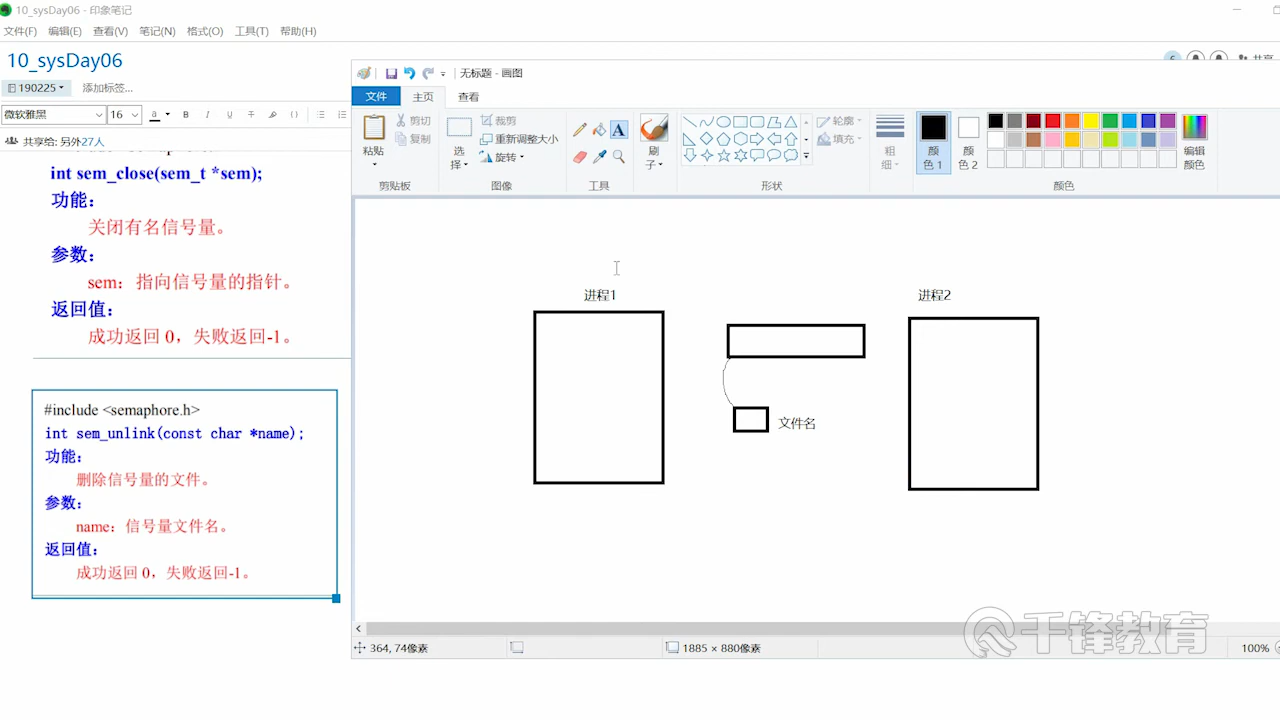 10_sysDay06 - 印象笔记
文件(F) 编辑(E) 查看(V) 笔记(N) 格式(O) 工具(T) 帮助(H)
10_sysDay06
190225 添加标签...
微软雅黑 16 a B I U T
共享给: 另外27人
int sem_close(sem_t *sem);
功能：
关闭有名信号量。
参数：
sem：指向信号量的指针。
返回值：
成功返回 0，失败返回-1。
#include <semaphore.h>
int sem_unlink(const char *name);
功能：
删除信号量的文件。
参数：
name：信号量文件名。
返回值：
成功返回 0，失败返回-1。
共享
无标题 - 画图
文件 主页 查看
粘贴 剪切 复制
剪贴板
选择 裁剪 重新调整大小 旋转
图像
A
工具
刷子
轮廓 填充
形状
粗细
颜色 1 颜色 2 编辑颜色
颜色
进程1
进程2
文件名
364, 74像素
1885 × 880像素
100%
千锋教育